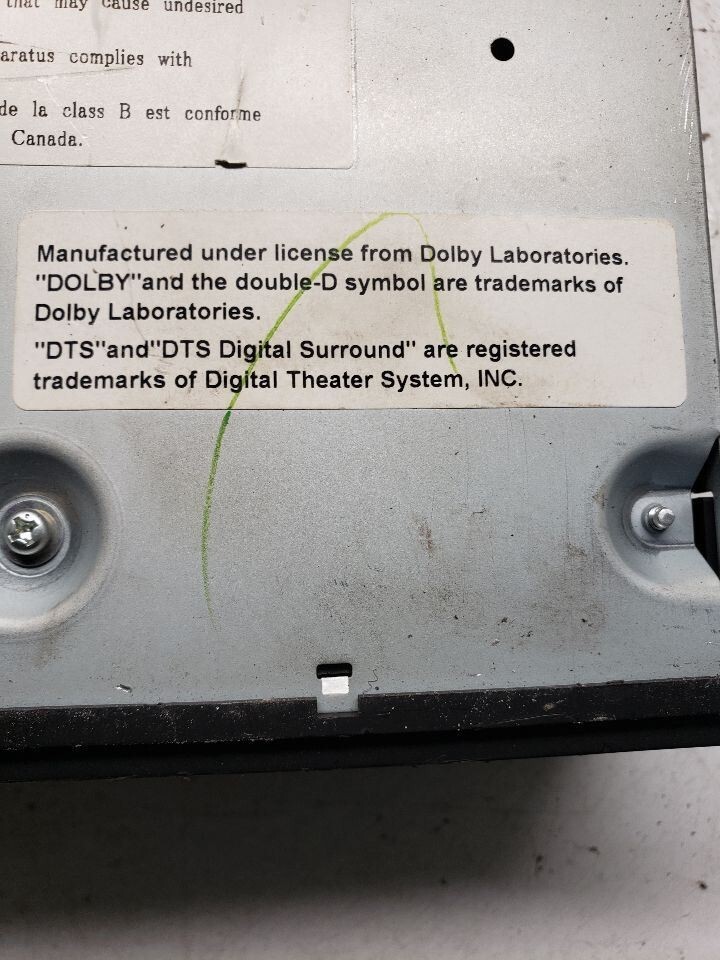 that may cause undesired
aratus complies with
de la class B est conforme
Canada.
Manufactured under license from Dolby Laboratories.
"DOLBY"and the double-D symbol are trademarks of
Dolby Laboratories.
"DTS"and"DTS Digital Surround" are registered
trademarks of Digital Theater System, INC.